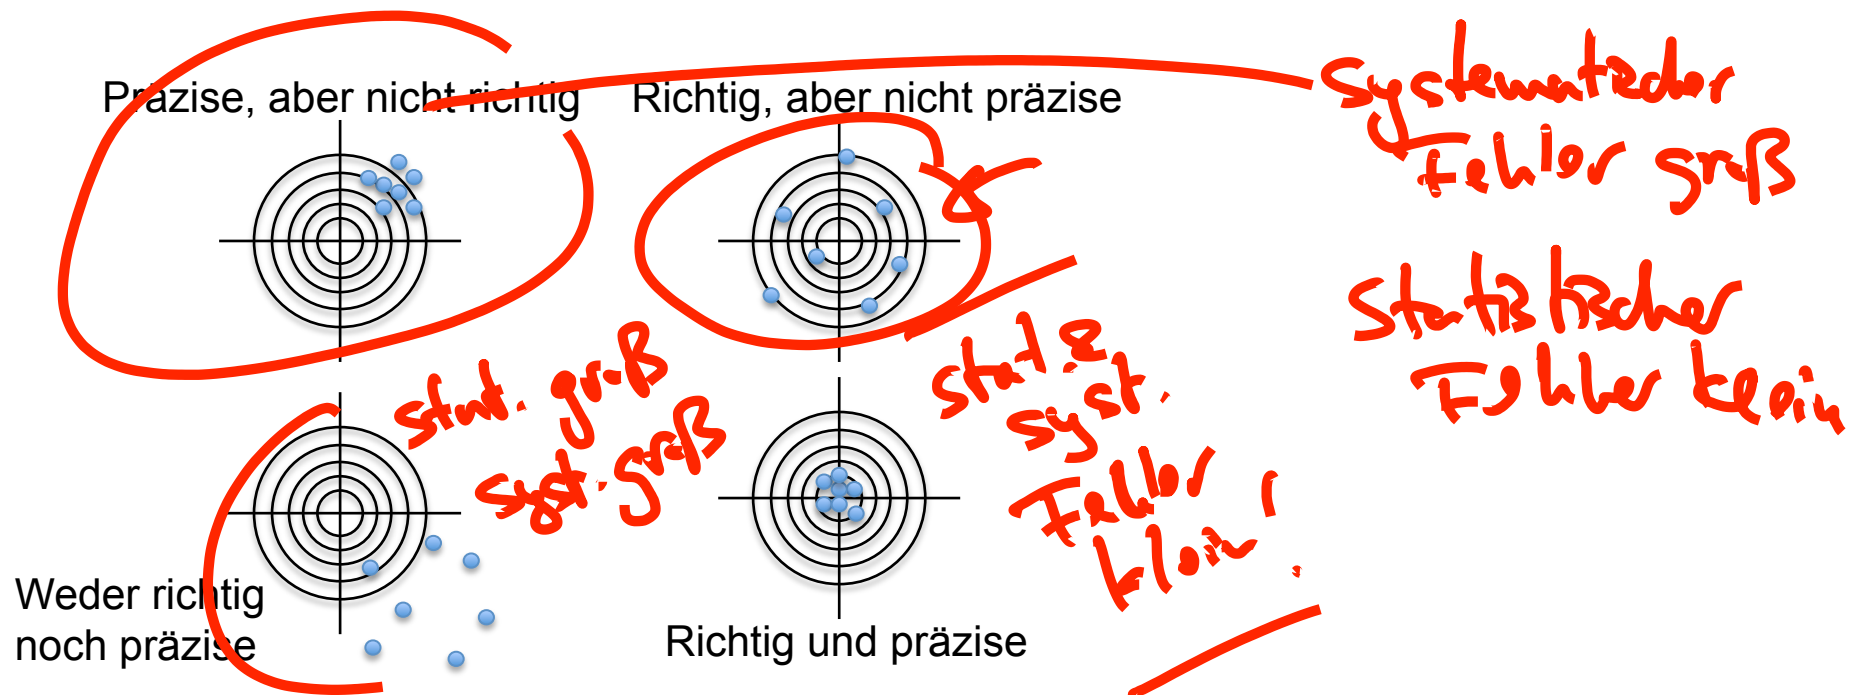 Präzise, aber nicht richtig
Richtig, aber nicht präzise
systematischer
Fehler groß
statistischer
Fehler klein
stat. groß
syst. groß
stat &
syst.
Fehler
klein!
Weder richtig
noch präzise
Richtig und präzise